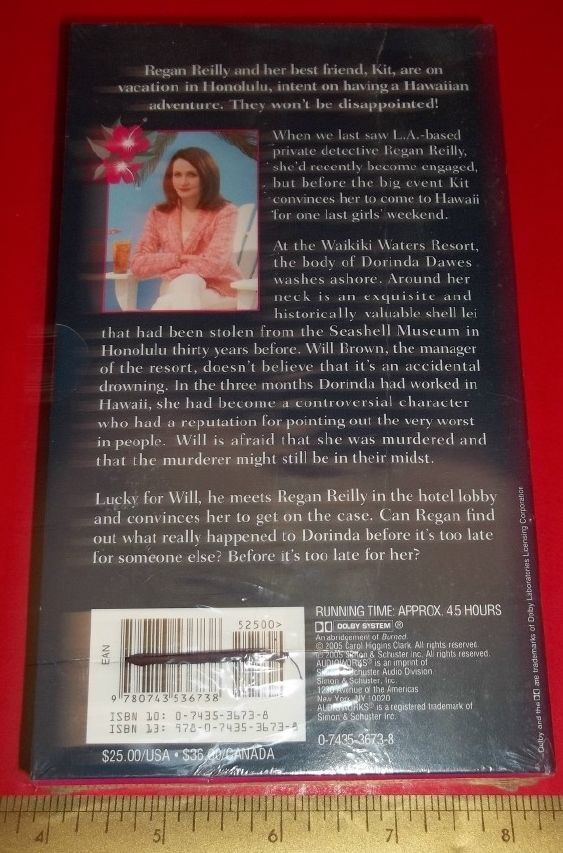 Regan Reilly and her best friend, Kit, are on
vacation in Honolulu, intent on having a Hawaiian
adventure. They won't be disappointed!
When we last saw L.A.-based
private detective Regan Reilly,
she'd recently become engaged,
but before the big event Kit
convinces her to come to Hawaii
for one last girls' weekend.
At the Waikiki Waters Resort,
the body of Dorinda Dawes
washes ashore. Around her
neck is an exquisite and
historically valuable shell lei
that had been stolen from the Seashell Museum in
Honolulu thirty years before. Will Brown, the manager
of the resort, doesn't believe that it's an accidental
drowning. In the three months Dorinda had worked in
Hawaii, she had become a controversial character
who had a reputation for pointing out the very worst
in people. Will is afraid that she was murdered and
that the murderer might still be in their midst.
Lucky for Will, he meets Regan Reilly in the hotel lobby
and convinces her to get on the case. Can Regan find
out what really happened to Dorinda before it's too late
for someone else? Before it's too late for her?
EAN
52500>
9 780743 536738
ISBN 10: 0-7435-3673-8
ISBN 13: 978-0-7435-3673-8
$25.00/USA • $36.00/CANADA
RUNNING TIME: APPROX. 4.5 HOURS
DOLBY SYSTEM ®
An abridgement of Burned.
© 2005 Carol Higgins Clark. All rights reserved.
℗ 2005 Simon & Schuster Inc. All rights reserved.
AUDIOWORKS® is an imprint of
Simon & Schuster Audio Division
Simon & Schuster, Inc.
1230 Avenue of the Americas
New York, NY 10020
AUDIOWORKS® is a registered trademark of
Simon & Schuster Inc.
0-7435-3673-8
Dolby and the DD are trademarks of Dolby Laboratories Licensing Corporation
4 5 6 7 8